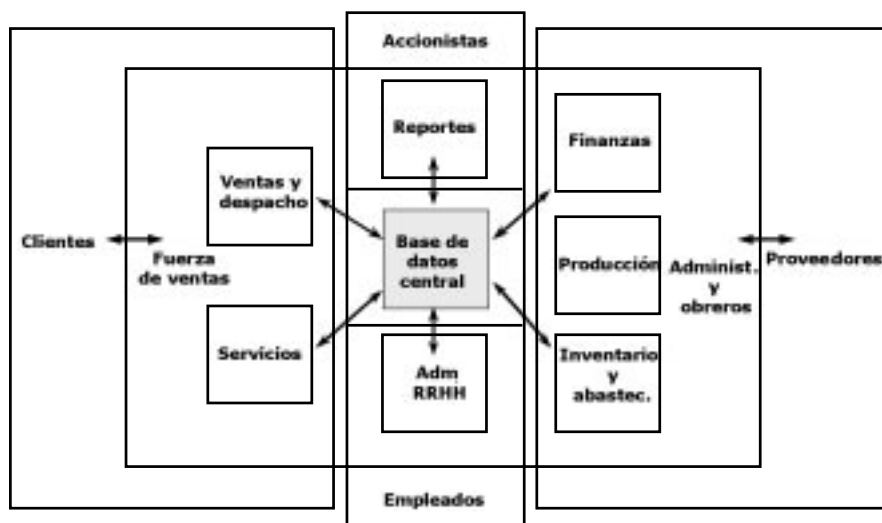 Accionistas
Reportes
Finanzas
Ventas y
despacho
Base de
datos
central
Clientes
Fuerza
de ventas
Producción
Administ.
y
obreros
Proveedores
Servicios
Adm
RRHH
Inventario
y
abastec.
Empleados